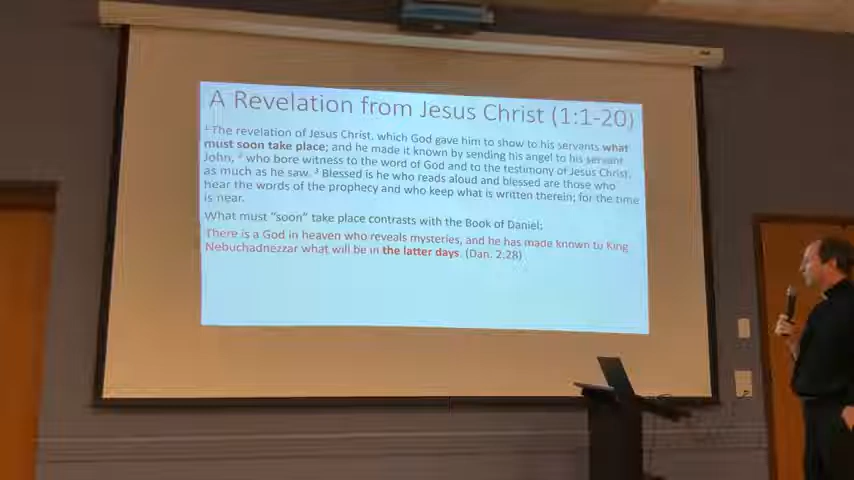 A Revelation from Jesus Christ (1:1-20)
1 The revelation of Jesus Christ, which God gave him to show to his servants what
must soon take place; and he made it known by sending his angel to his servant
John, 2 who bore witness to the word of God and to the testimony of Jesus Christ,
as much as he saw. 3 Blessed is he who reads aloud and blessed are those who
hear the words of the prophecy and who keep what is written therein; for the time
is near.
What must "soon" take place contrasts with the Book of Daniel:
There is a God in heaven who reveals mysteries, and he has made known to King
Nebuchadnezzar what will be in the latter days. (Dan. 2:28)